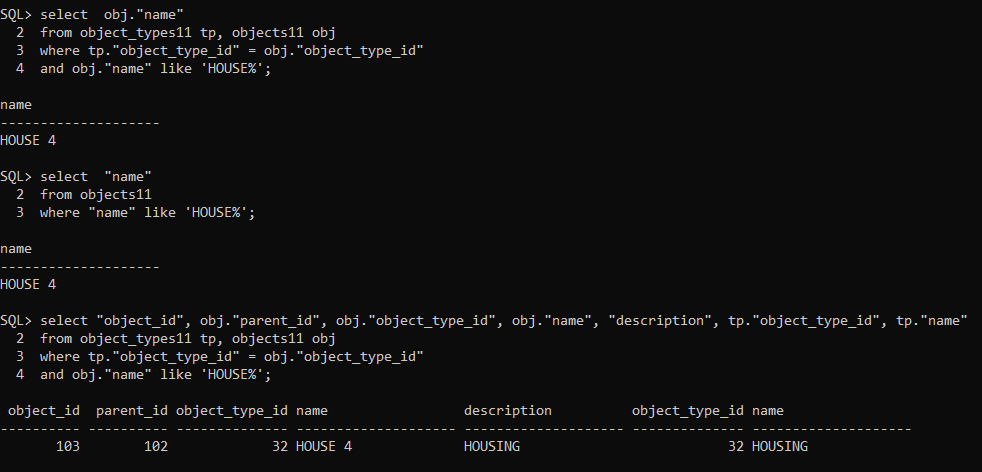 SQL> select  obj."name"
  2  from object_types11 tp, objects11 obj
  3  where tp."object_type_id" = obj."object_type_id"
  4  and obj."name" like 'HOUSE%';
name
--------------------
HOUSE 4
SQL> select  "name"
  2  from objects11
  3  where "name" like 'HOUSE%';
name
--------------------
HOUSE 4
SQL> select "object_id", obj."parent_id", obj."object_type_id", obj."name", "description", tp."object_type_id", tp."name"
  2  from object_types11 tp, objects11 obj
  3  where tp."object_type_id" = obj."object_type_id"
  4  and obj."name" like 'HOUSE%';
 object_id  parent_id object_type_id name                 description          object_type_id name
---------- ---------- -------------- -------------------- -------------------- -------------- --------------------
       103        102             32 HOUSE 4              HOUSING                          32 HOUSING